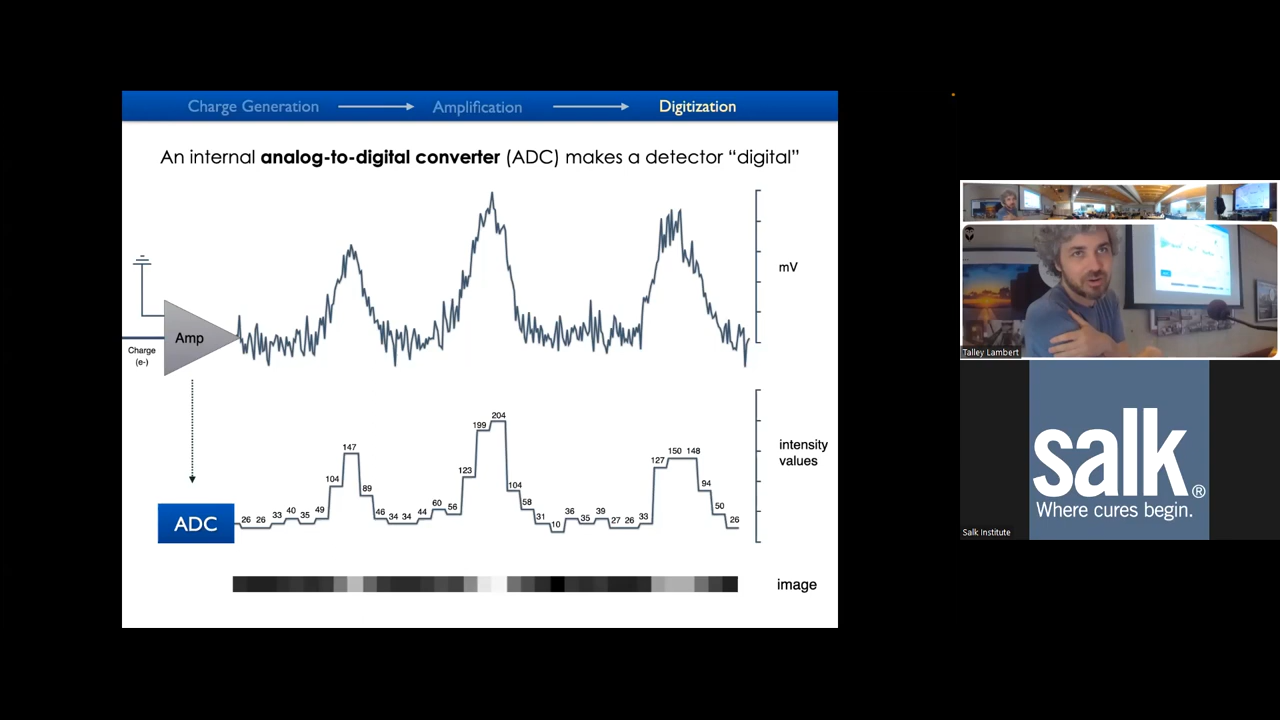 Charge Generation
Amplification
Digitization
An internal analog-to-digital converter (ADC) makes a detector “digital”
mV
Amp
Charge
(e-)
204
199
147
intensity
values
150
148
127
123
104
104
94
89
60
58
56
50
49
46
44
40
39
36
35
35
34
34
33
33
31
27
26
26
26
26
10
ADC
image
Talley Lambert
salk®
Where cures begin.
Salk Institute